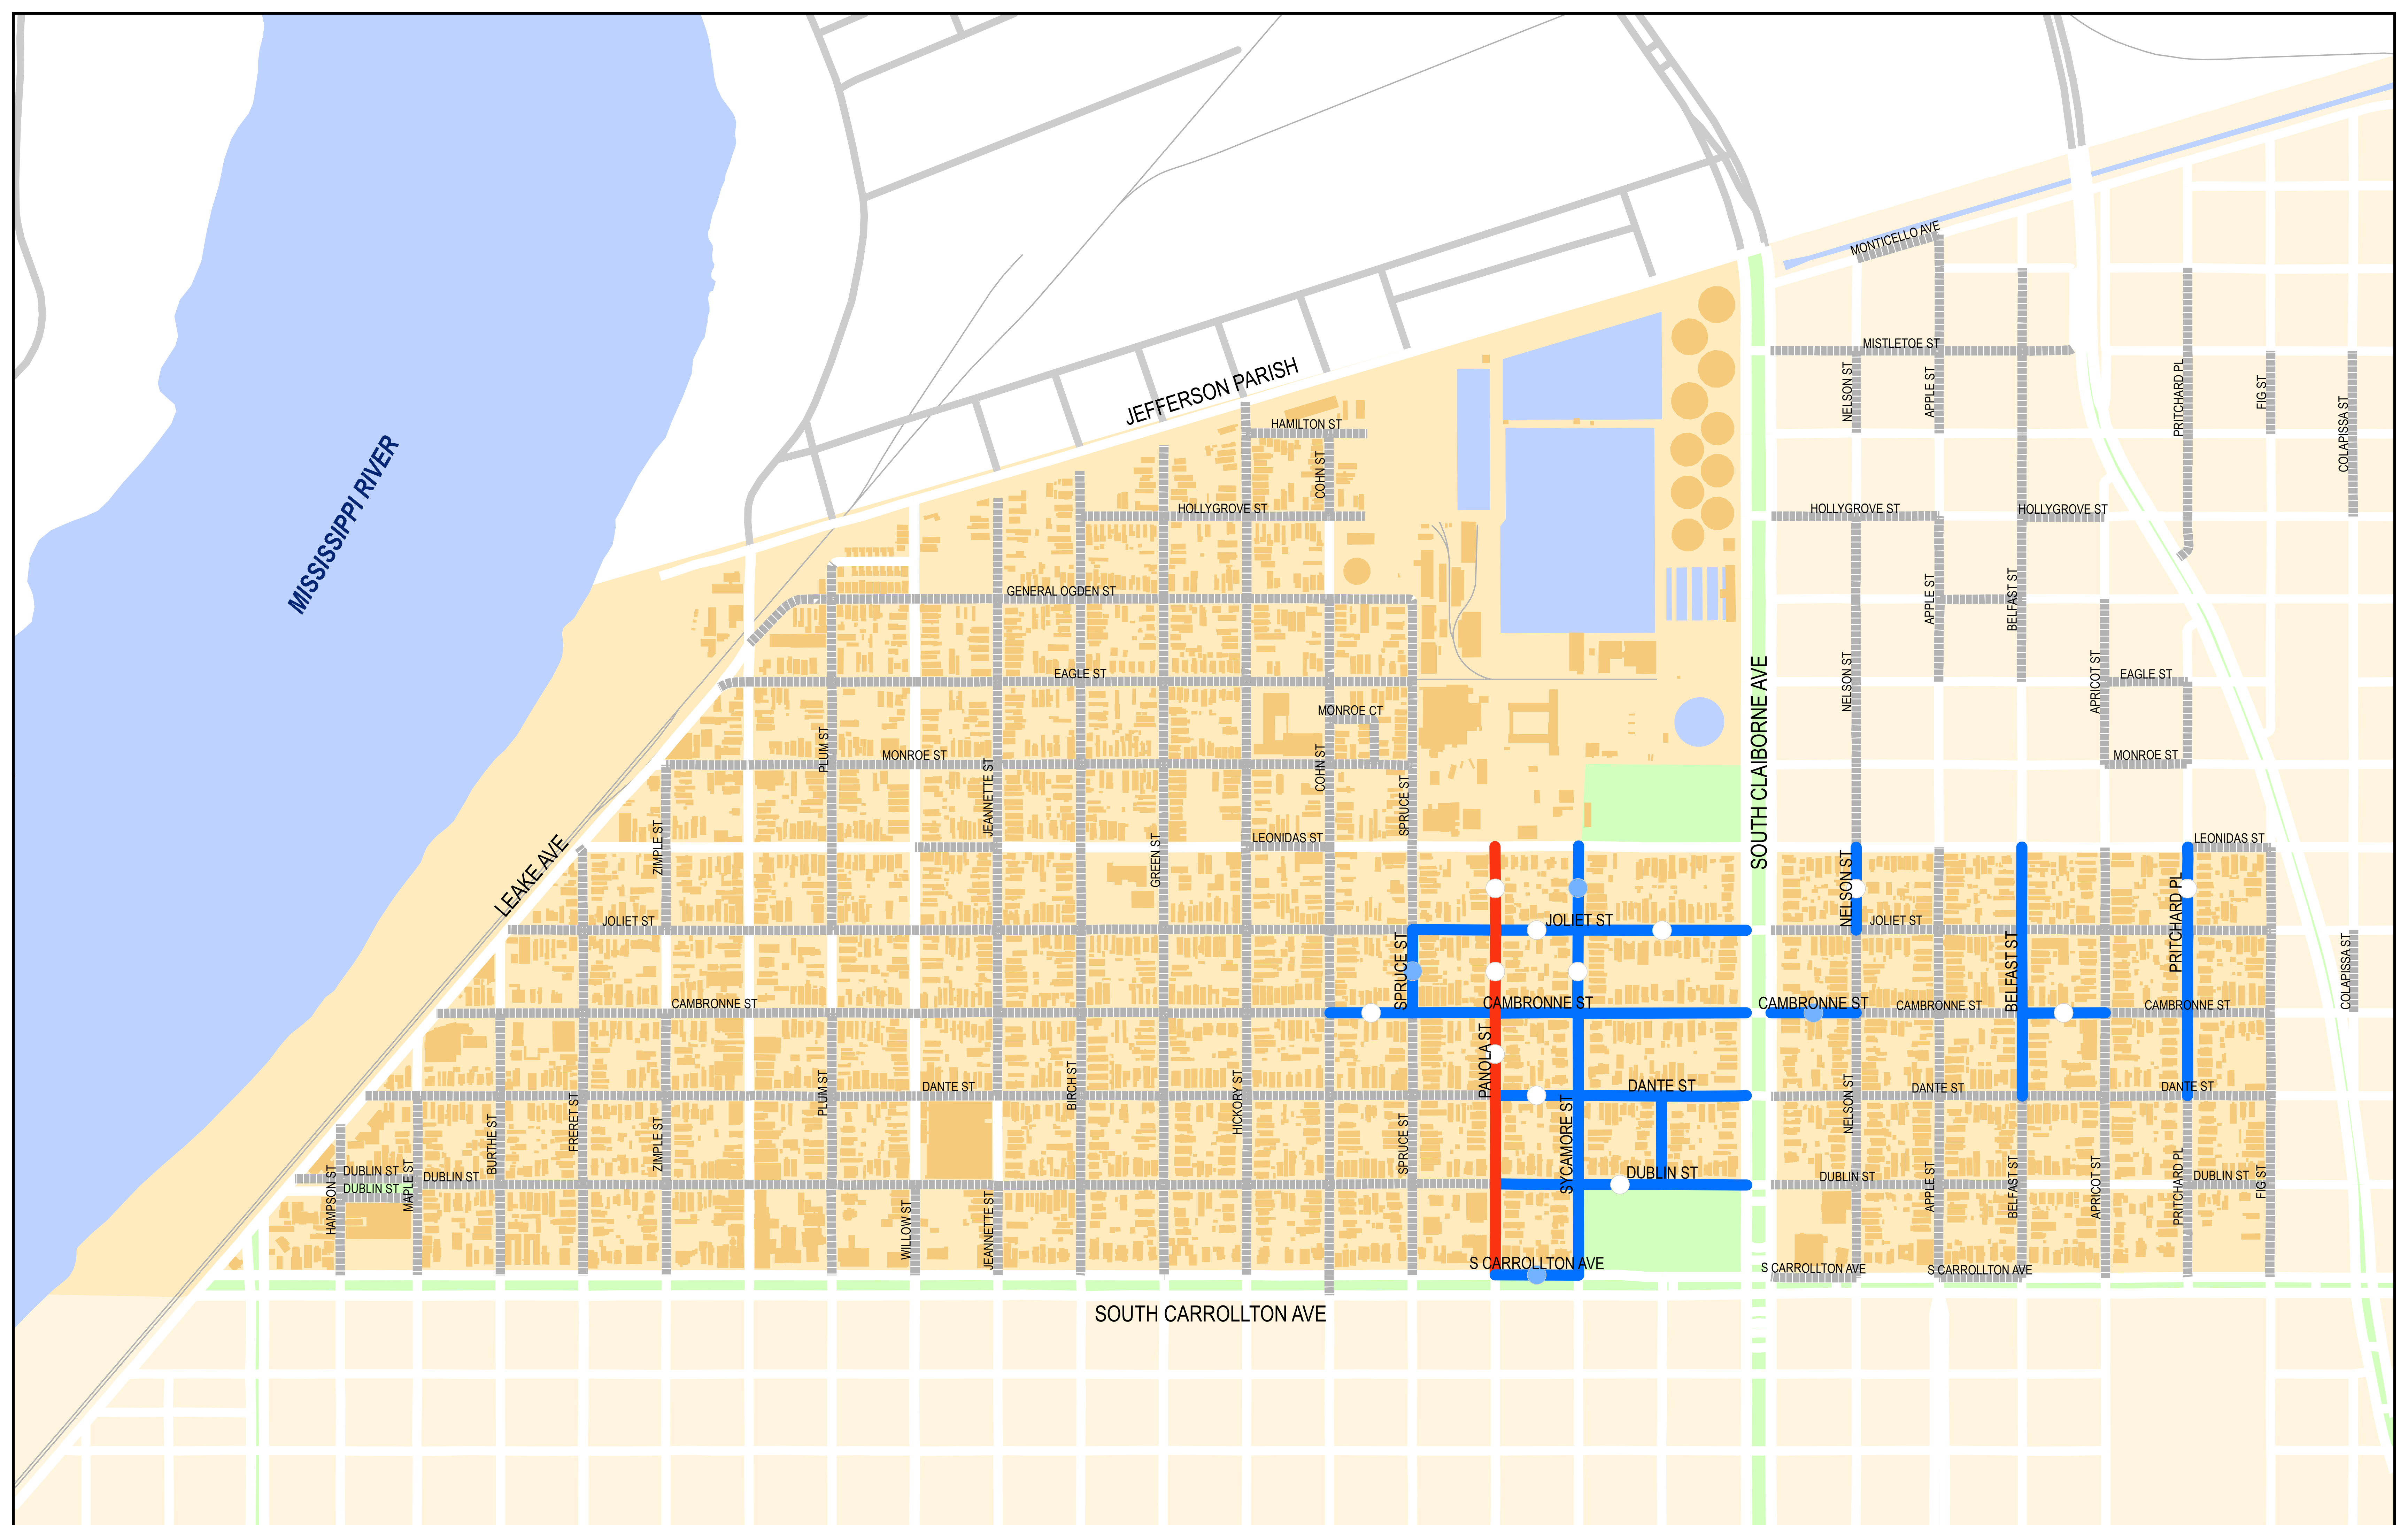 MONTICELLO AVE
MISTLETOE ST
JEFFERSON PARISH
NELSON ST
APPLE ST
PRITCHARD PL
FIG ST
COLAPISSA ST
HAMILTON ST
COHN ST
MISSISSIPPI RIVER
HOLLYGROVE ST
HOLLYGROVE ST
HOLLYGROVE ST
GENERAL OGDEN ST
APPLE ST
BELFAST ST
EAGLE ST
NELSON ST
APRICOT ST
EAGLE ST
MONROE CT
SOUTH CLAIBORNE AVE
PLUM ST
MONROE ST
JEANNETTE ST
COHN ST
SPRUCE ST
MONROE ST
ZIMPLE ST
GREEN ST
LEONIDAS ST
LEONIDAS ST
LEAKE AVE
NELSON ST
PRITCHARD PL
JOLIET ST
JOLIET ST
JOLIET ST
SPRUCE ST
BELFAST ST
COLAPISSA ST
CAMBRONNE ST
CAMBRONNE ST
CAMBRONNE ST
CAMBRONNE ST
CAMBRONNE ST
PANOLA ST
FRERET ST
PLUM ST
DANTE ST
BIRCH ST
HICKORY ST
DANTE ST
NELSON ST
DANTE ST
DANTE ST
BURTHE ST
ZIMPLE ST
SPRUCE ST
SYCAMORE ST
HAMPSON ST
DUBLIN ST
DUBLIN ST
MAPLE ST
DUBLIN ST
DUBLIN ST
DUBLIN ST
APPLE ST
BELFAST ST
APRICOT ST
PRITCHARD PL
DUBLIN ST
FIG ST
WILLOW ST
JEANNETTE ST
S CARROLLTON AVE
S CARROLLTON AVE
S CARROLLTON AVE
SOUTH CARROLLTON AVE